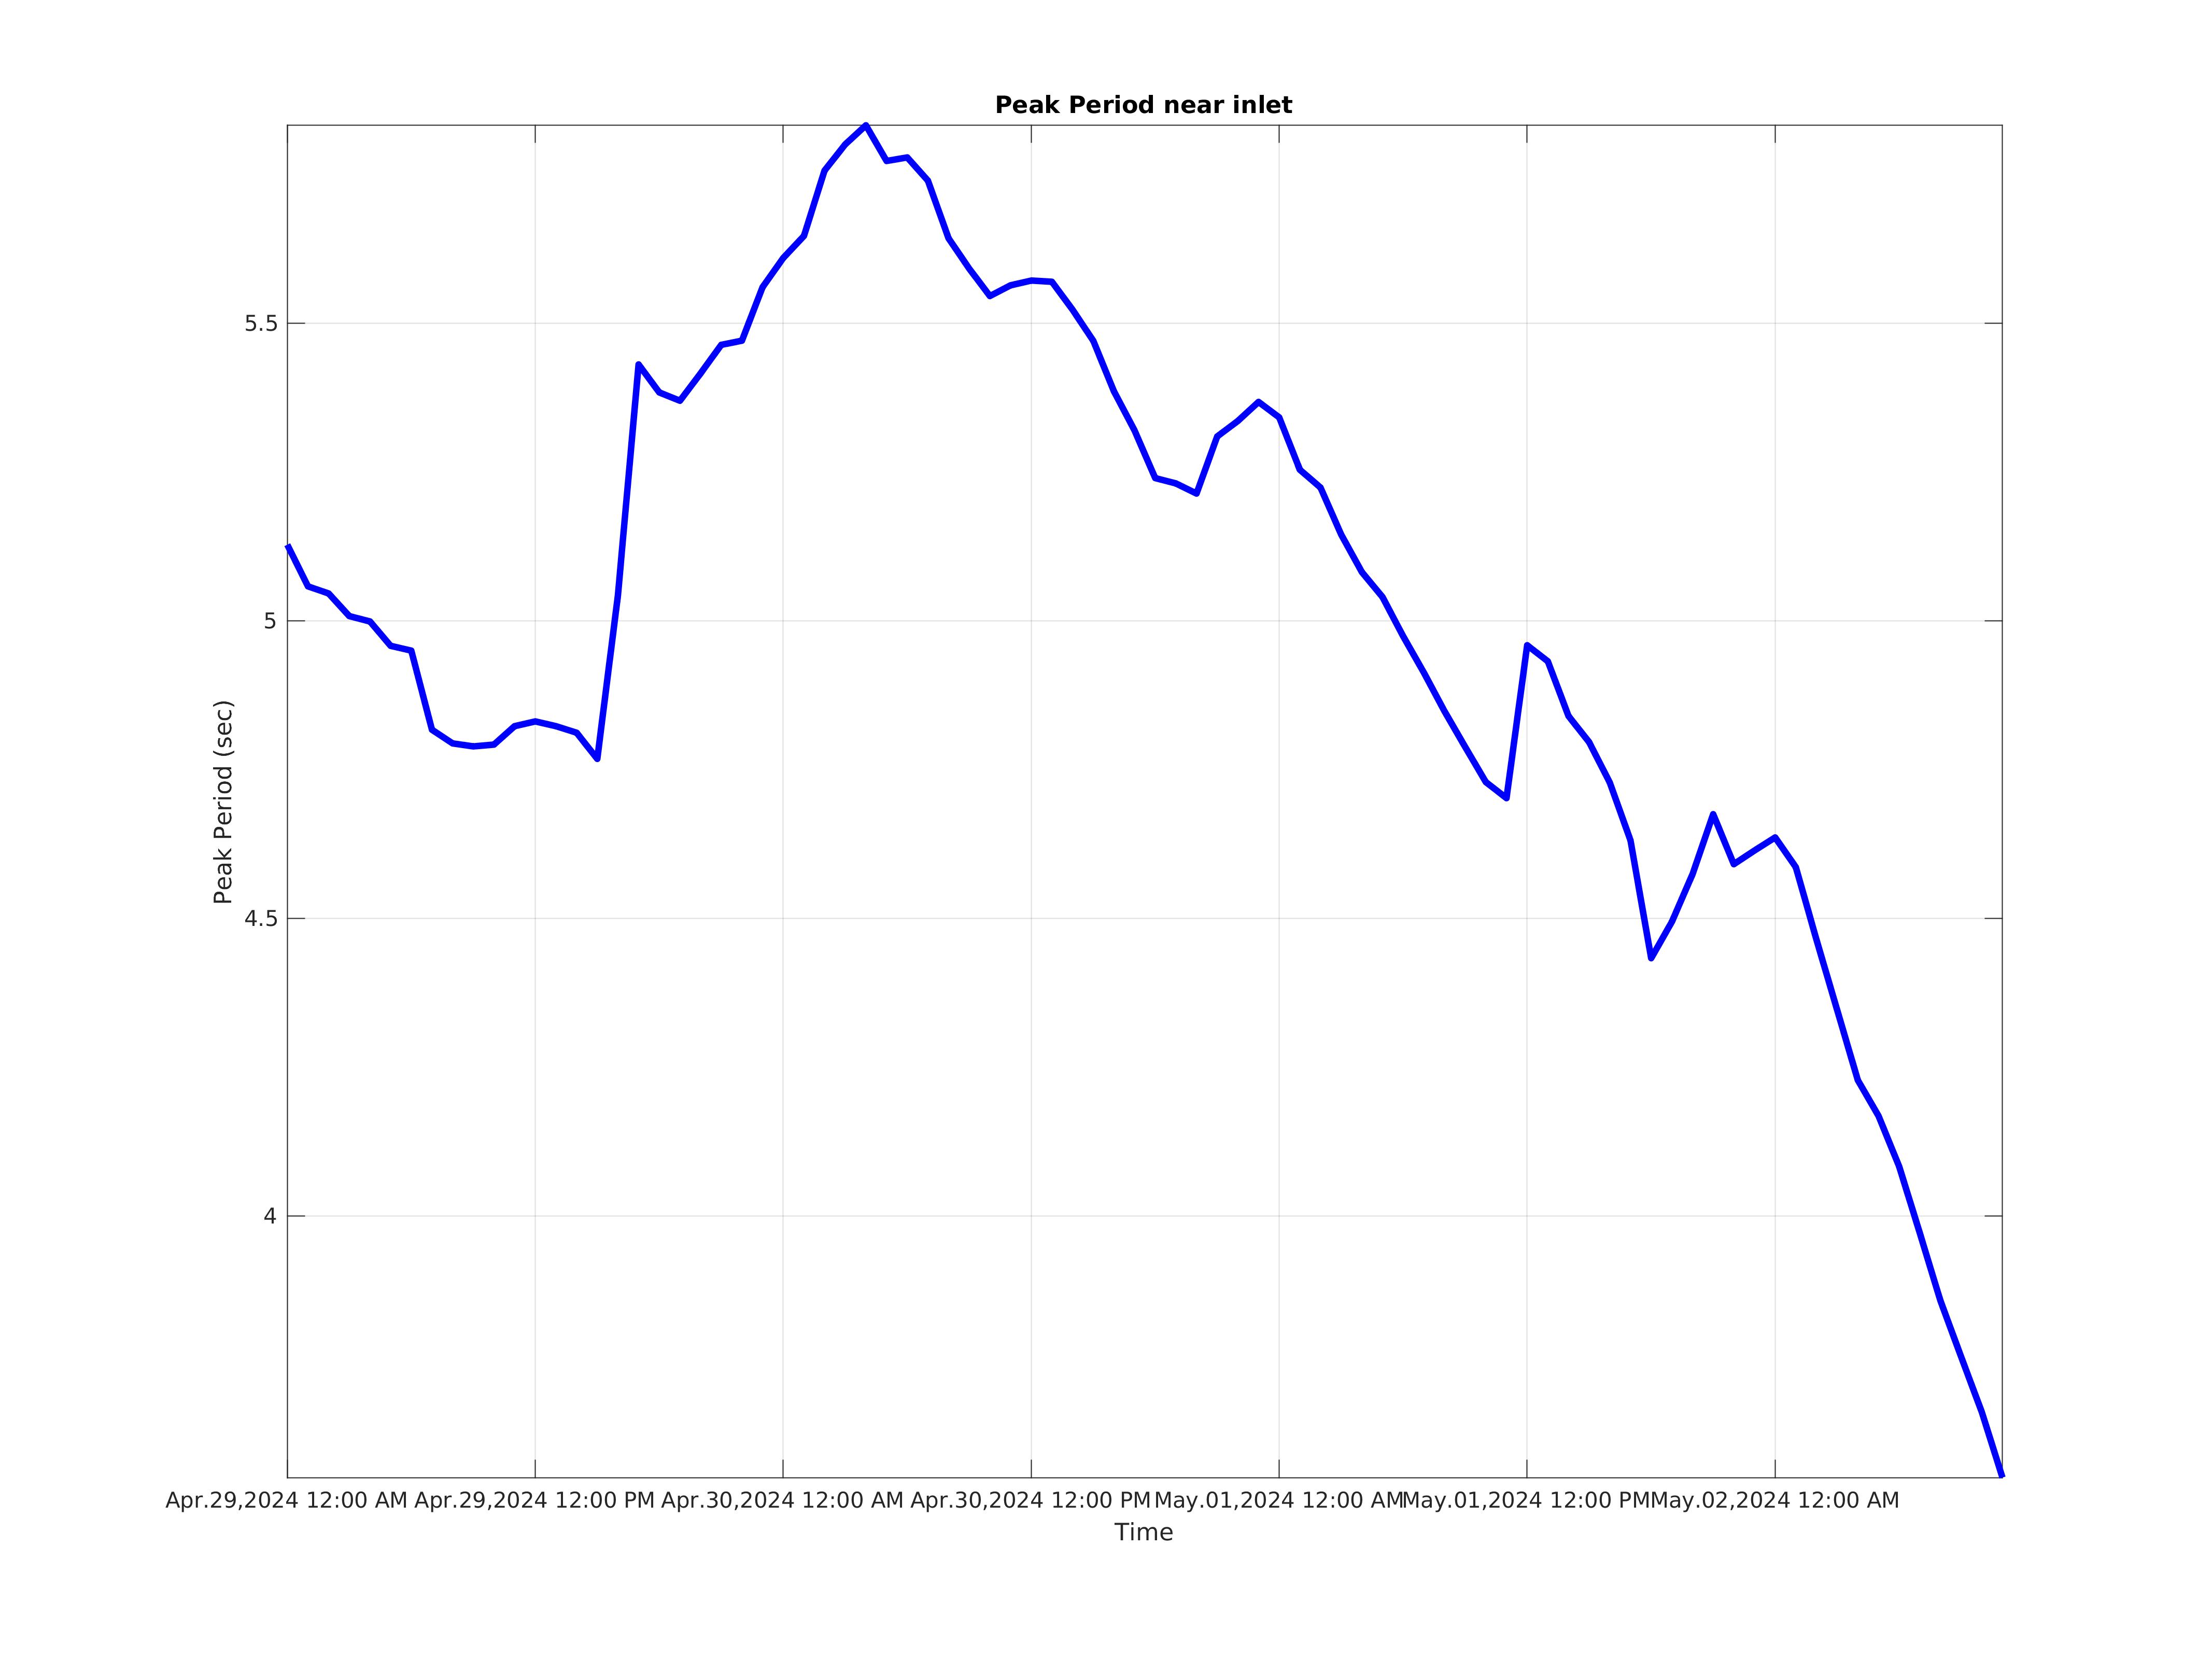 Peak Period near inlet
5.5
5
4.5
4
Peak Period (sec)
Apr.29,2024 12:00 AM Apr.29,2024 12:00 PM Apr.30,2024 12:00 AM Apr.30,2024 12:00 PM May.01,2024 12:00 AM May.01,2024 12:00 PM May.02,2024 12:00 AM
Time